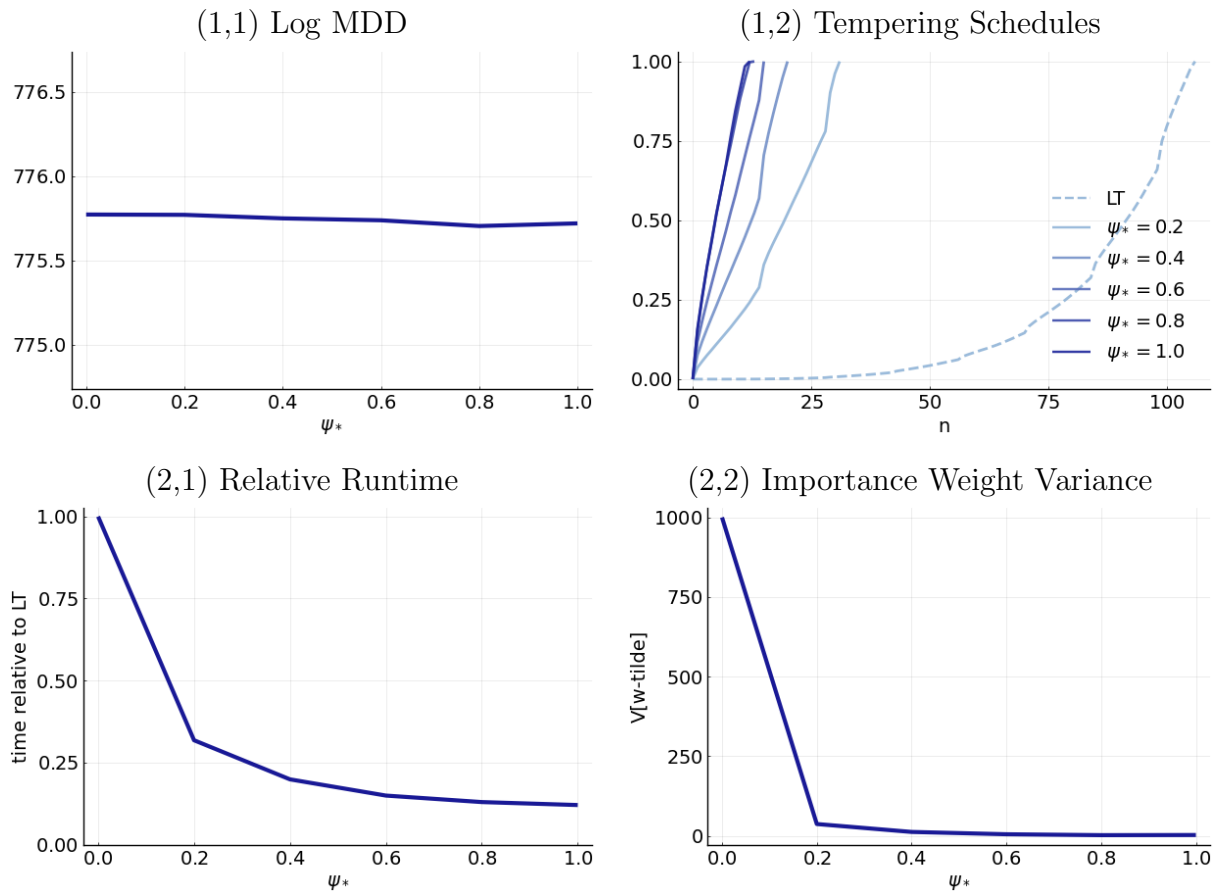 (1,1) Log MDD
776.5
776.0
775.5
775.0
0.0 0.2 0.4 0.6 0.8 1.0
ψ*
(1,2) Tempering Schedules
1.00
0.75
0.50
0.25
0.00
LT
ψ* = 0.2
ψ* = 0.4
ψ* = 0.6
ψ* = 0.8
ψ* = 1.0
0 25 50 75 100
n
(2,1) Relative Runtime
time relative to LT
1.00
0.75
0.50
0.25
0.00
0.0 0.2 0.4 0.6 0.8 1.0
ψ*
(2,2) Importance Weight Variance
V[w-tilde]
1000
750
500
250
0
0.0 0.2 0.4 0.6 0.8 1.0
ψ*